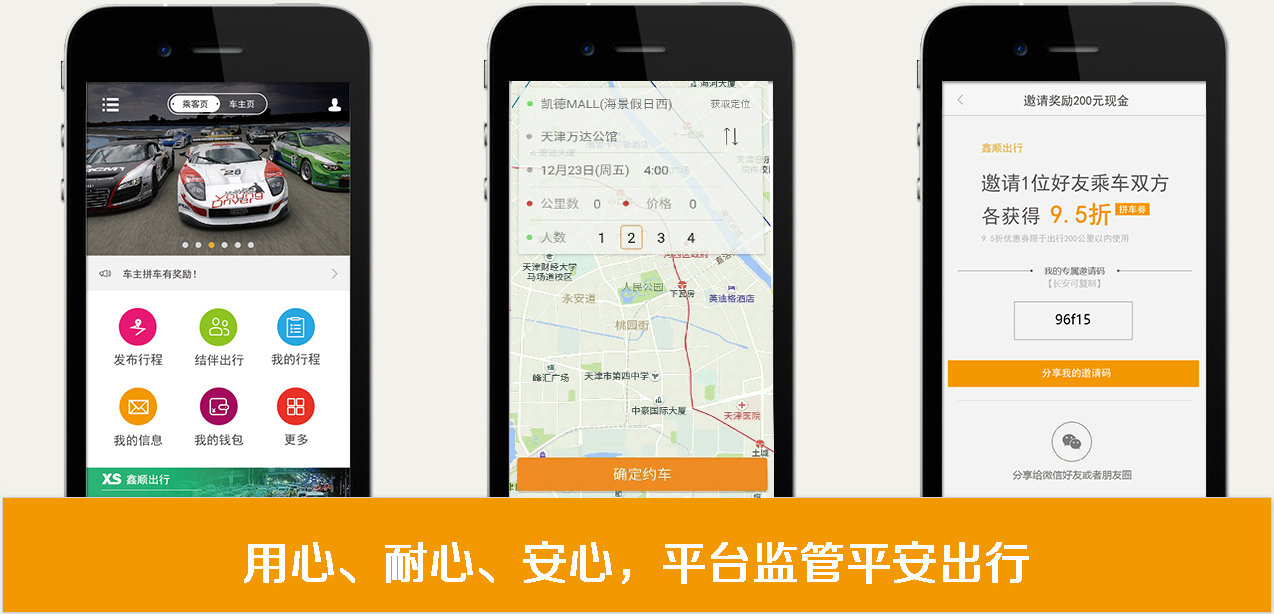 乘客页
车主页
车主拼车有奖励！
发布行程
结伴出行
我的行程
我的信息
我的钱包
更多
XS 鑫顺出行
凯德MALL(海景假日西)
获取定位
天津万达公馆
12月23日(周五) 4:00
公里数 0 价格 0
人数 1 2 3 4
天津财经大学
马场道校区
人民公园
下瓦房
英迪格酒店
永安道
桃园街
峰汇广场
天津市第四中学
中豪国际大厦
天津医院
土城
确定约车
邀请奖励200元现金
鑫顺出行
邀请1位好友乘车双方
各获得 9.5折 拼车券
9.5折优惠券限于出行200公里以内使用
我的专属邀请码
【长安可复制】
96f15
分享我的邀请码
分享给微信好友或者朋友圈
用心、耐心、安心，平台监管平安出行